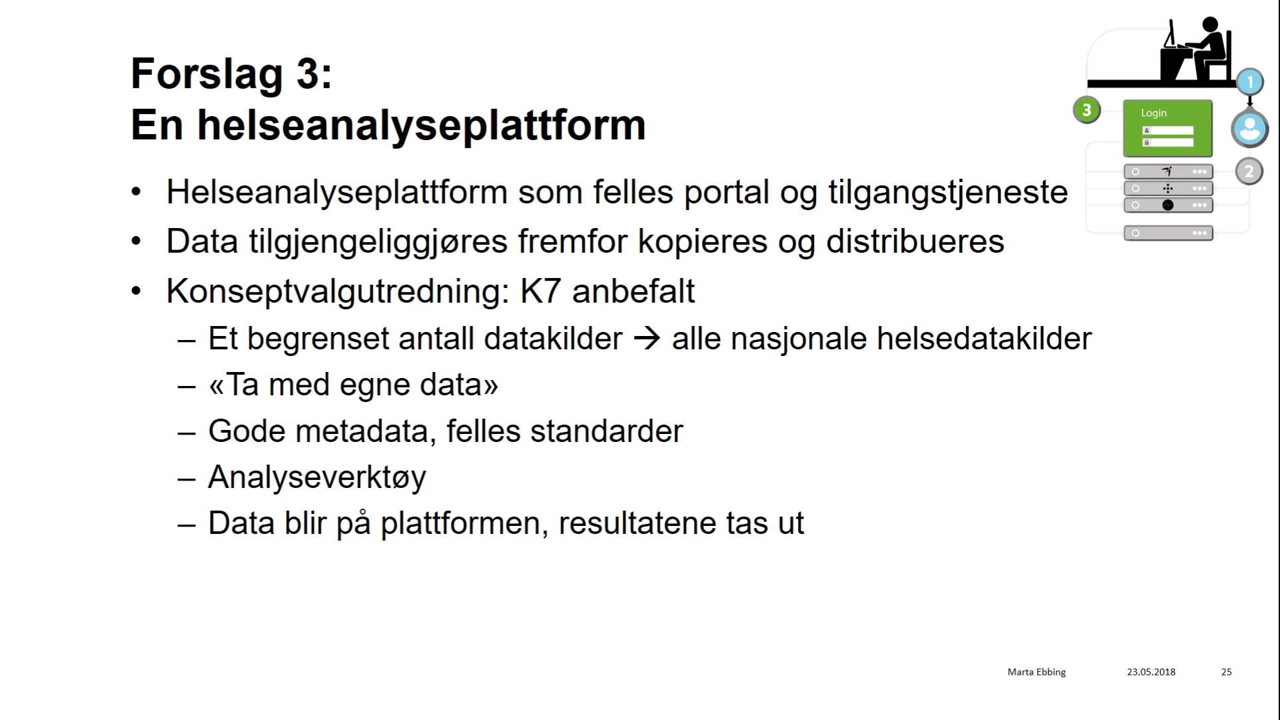 Forslag 3:
En helseanalyseplattform
• Helseanalyseplattform som felles portal og tilgangstjeneste
• Data tilgjengeliggjøres fremfor kopieres og distribueres
• Konseptvalgutredning: K7 anbefalt
– Et begrenset antall datakilder → alle nasjonale helsedatakilder
– «Ta med egne data»
– Gode metadata, felles standarder
– Analyseverktøy
– Data blir på plattformen, resultatene tas ut
1
3
Login
2
Marta Ebbing 23.05.2018 25